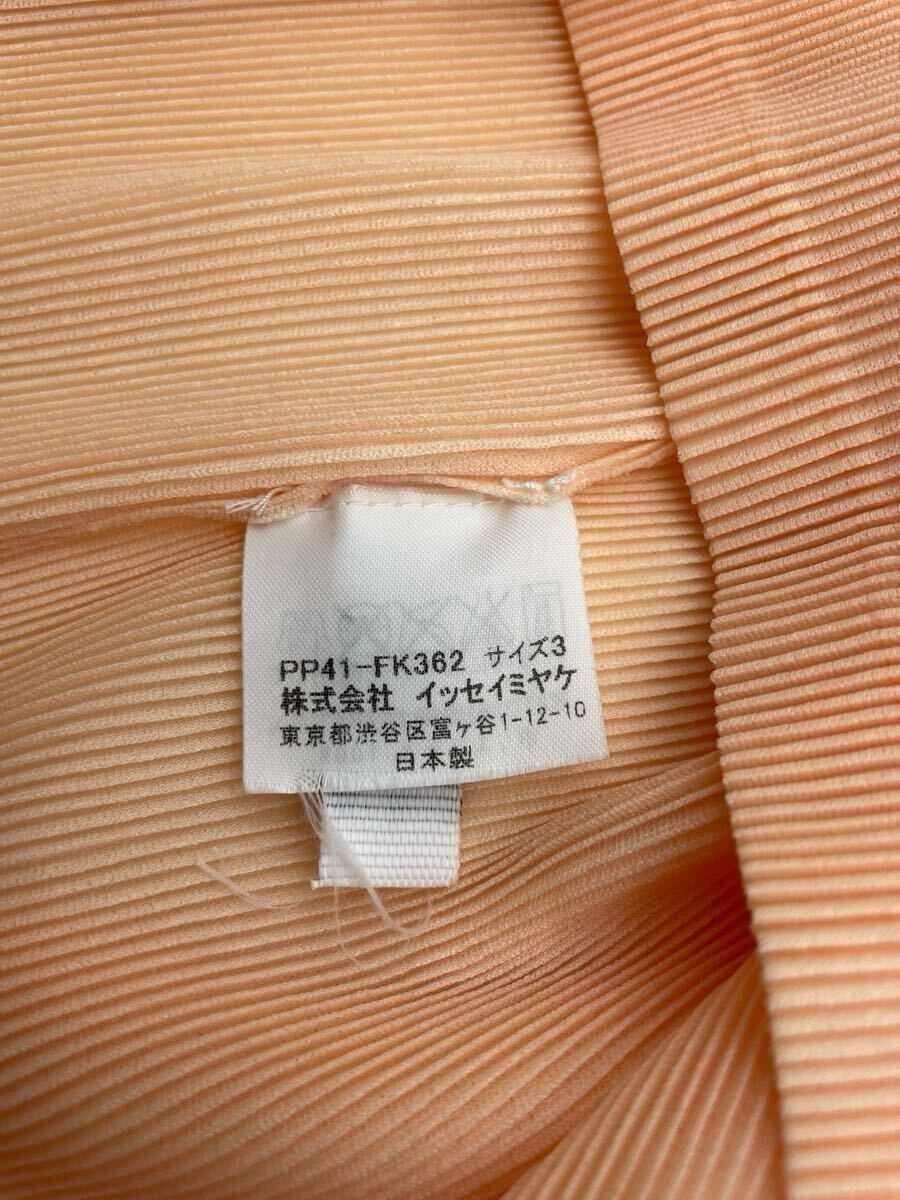 PP41-FK362 サイズ3
株式会社 イッセイミヤケ
東京都渋谷区富ヶ谷1-12-10
日本製